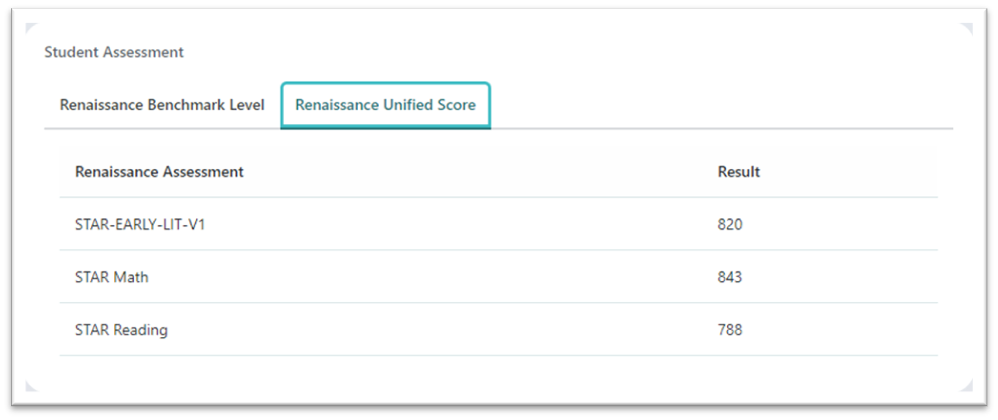 Student Assessment
Renaissance Benchmark Level Renaissance Unified Score
Renaissance Assessment Result
STAR-EARLY-LIT-V1 820
STAR Math 843
STAR Reading 788